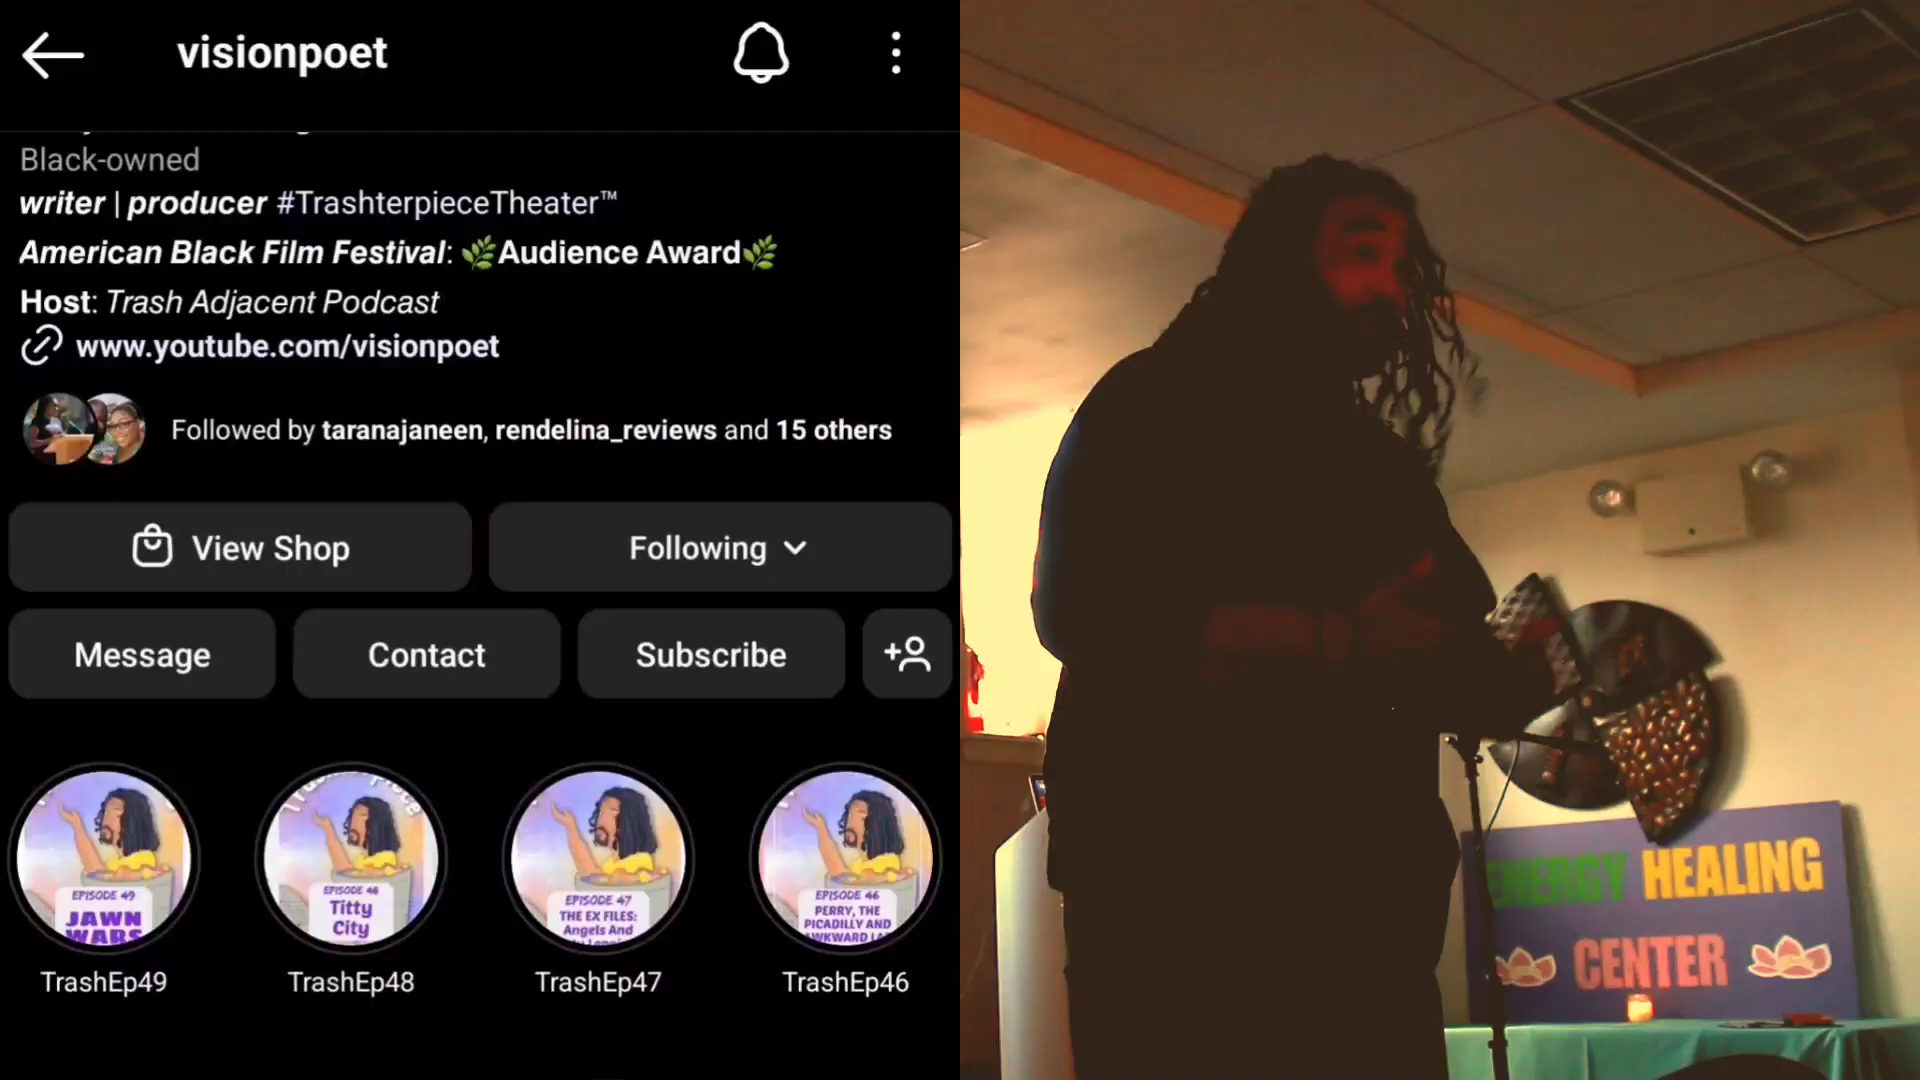 visionpoet
Black-owned
writer | producer #TrashterpieceTheater™
American Black Film Festival: 🌿Audience Award🌿
Host: Trash Adjacent Podcast
www.youtube.com/visionpoet
Followed by taranajaneen, rendelina_reviews and 15 others
View Shop
Following
Message
Contact
Subscribe
EPISODE 49
JAWN
WARS
EPISODE 48
Titty
City
EPISODE 47
THE EX FILES:
Angels And
EPISODE 46
PERRY, THE
PICADILLY AND
AWKWARD
TrashEp49
TrashEp48
TrashEp47
TrashEp46
ENERGY HEALING
CENTER